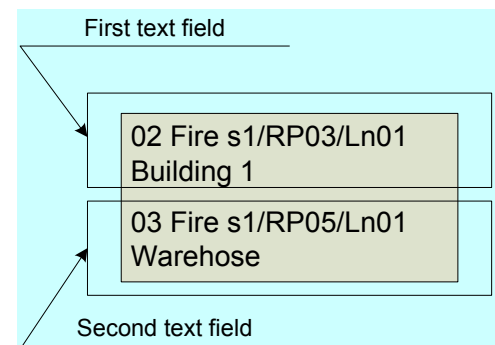 First text field
02 Fire s1/RP03/Ln01
Building 1
03 Fire s1/RP05/Ln01
Warehose
Second text field